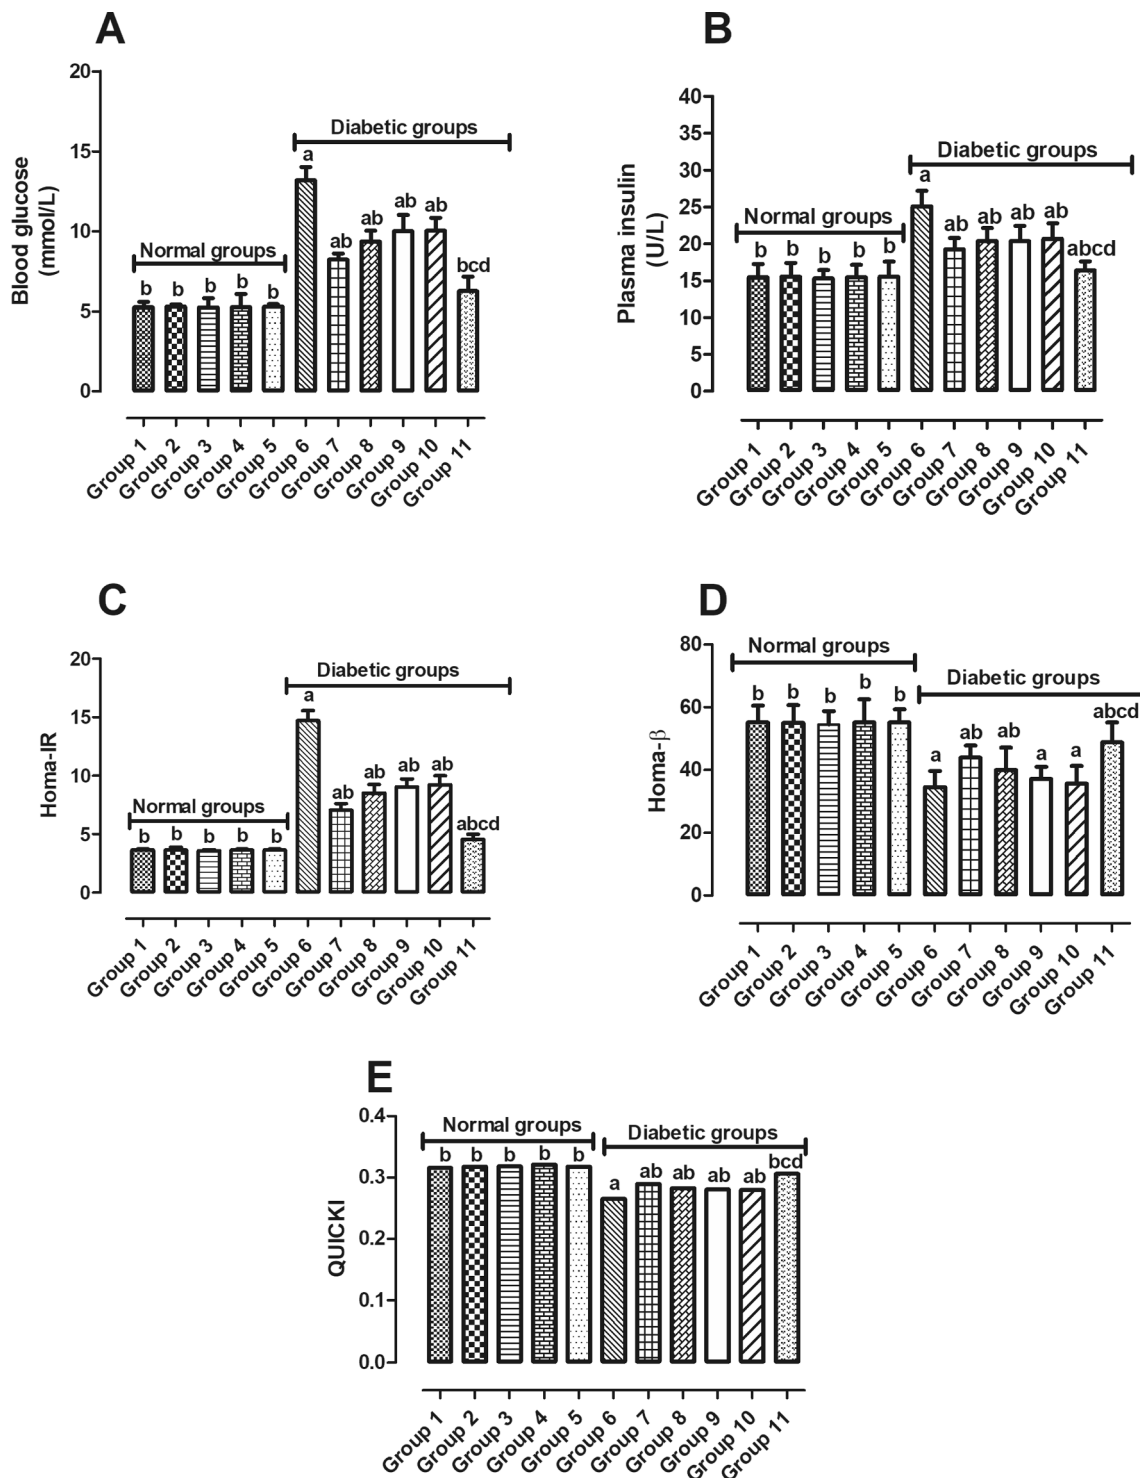 A
Blood glucose
(mmol/L)
20
15
10
5
0
Normal groups
Diabetic groups
b b b b b a ab ab ab ab bcd
Group 1 Group 2 Group 3 Group 4 Group 5 Group 6 Group 7 Group 8 Group 9 Group 10 Group 11
B
Plasma insulin
(U/L)
40
35
30
25
20
15
10
5
0
Normal groups
Diabetic groups
b b b b b a ab ab ab ab abcd
Group 1 Group 2 Group 3 Group 4 Group 5 Group 6 Group 7 Group 8 Group 9 Group 10 Group 11
C
Homa-IR
20
15
10
5
0
Normal groups
Diabetic groups
b b b b b a ab ab ab ab abcd
Group 1 Group 2 Group 3 Group 4 Group 5 Group 6 Group 7 Group 8 Group 9 Group 10 Group 11
D
Homa-β
80
60
40
20
0
Normal groups
Diabetic groups
b b b b b a ab ab a a abcd
Group 1 Group 2 Group 3 Group 4 Group 5 Group 6 Group 7 Group 8 Group 9 Group 10 Group 11
E
QUICKI
0.4
0.3
0.2
0.1
0.0
Normal groups
Diabetic groups
b b b b b a ab ab ab ab bcd
Group 1 Group 2 Group 3 Group 4 Group 5 Group 6 Group 7 Group 8 Group 9 Group 10 Group 11